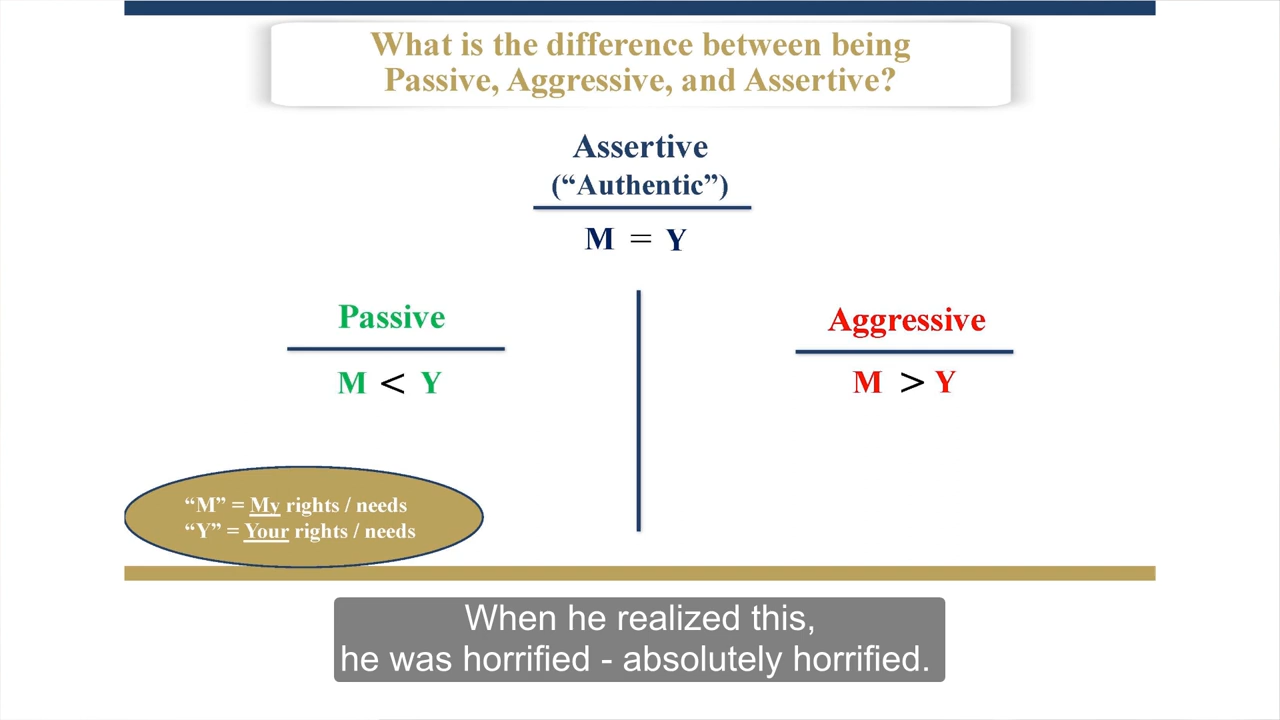 What is the difference between being
Passive, Aggressive, and Assertive?
Assertive
(“Authentic”)
M = Y
Passive
M < Y
Aggressive
M > Y
“M” = My rights / needs
“Y” = Your rights / needs
When he realized this,
he was horrified - absolutely horrified.